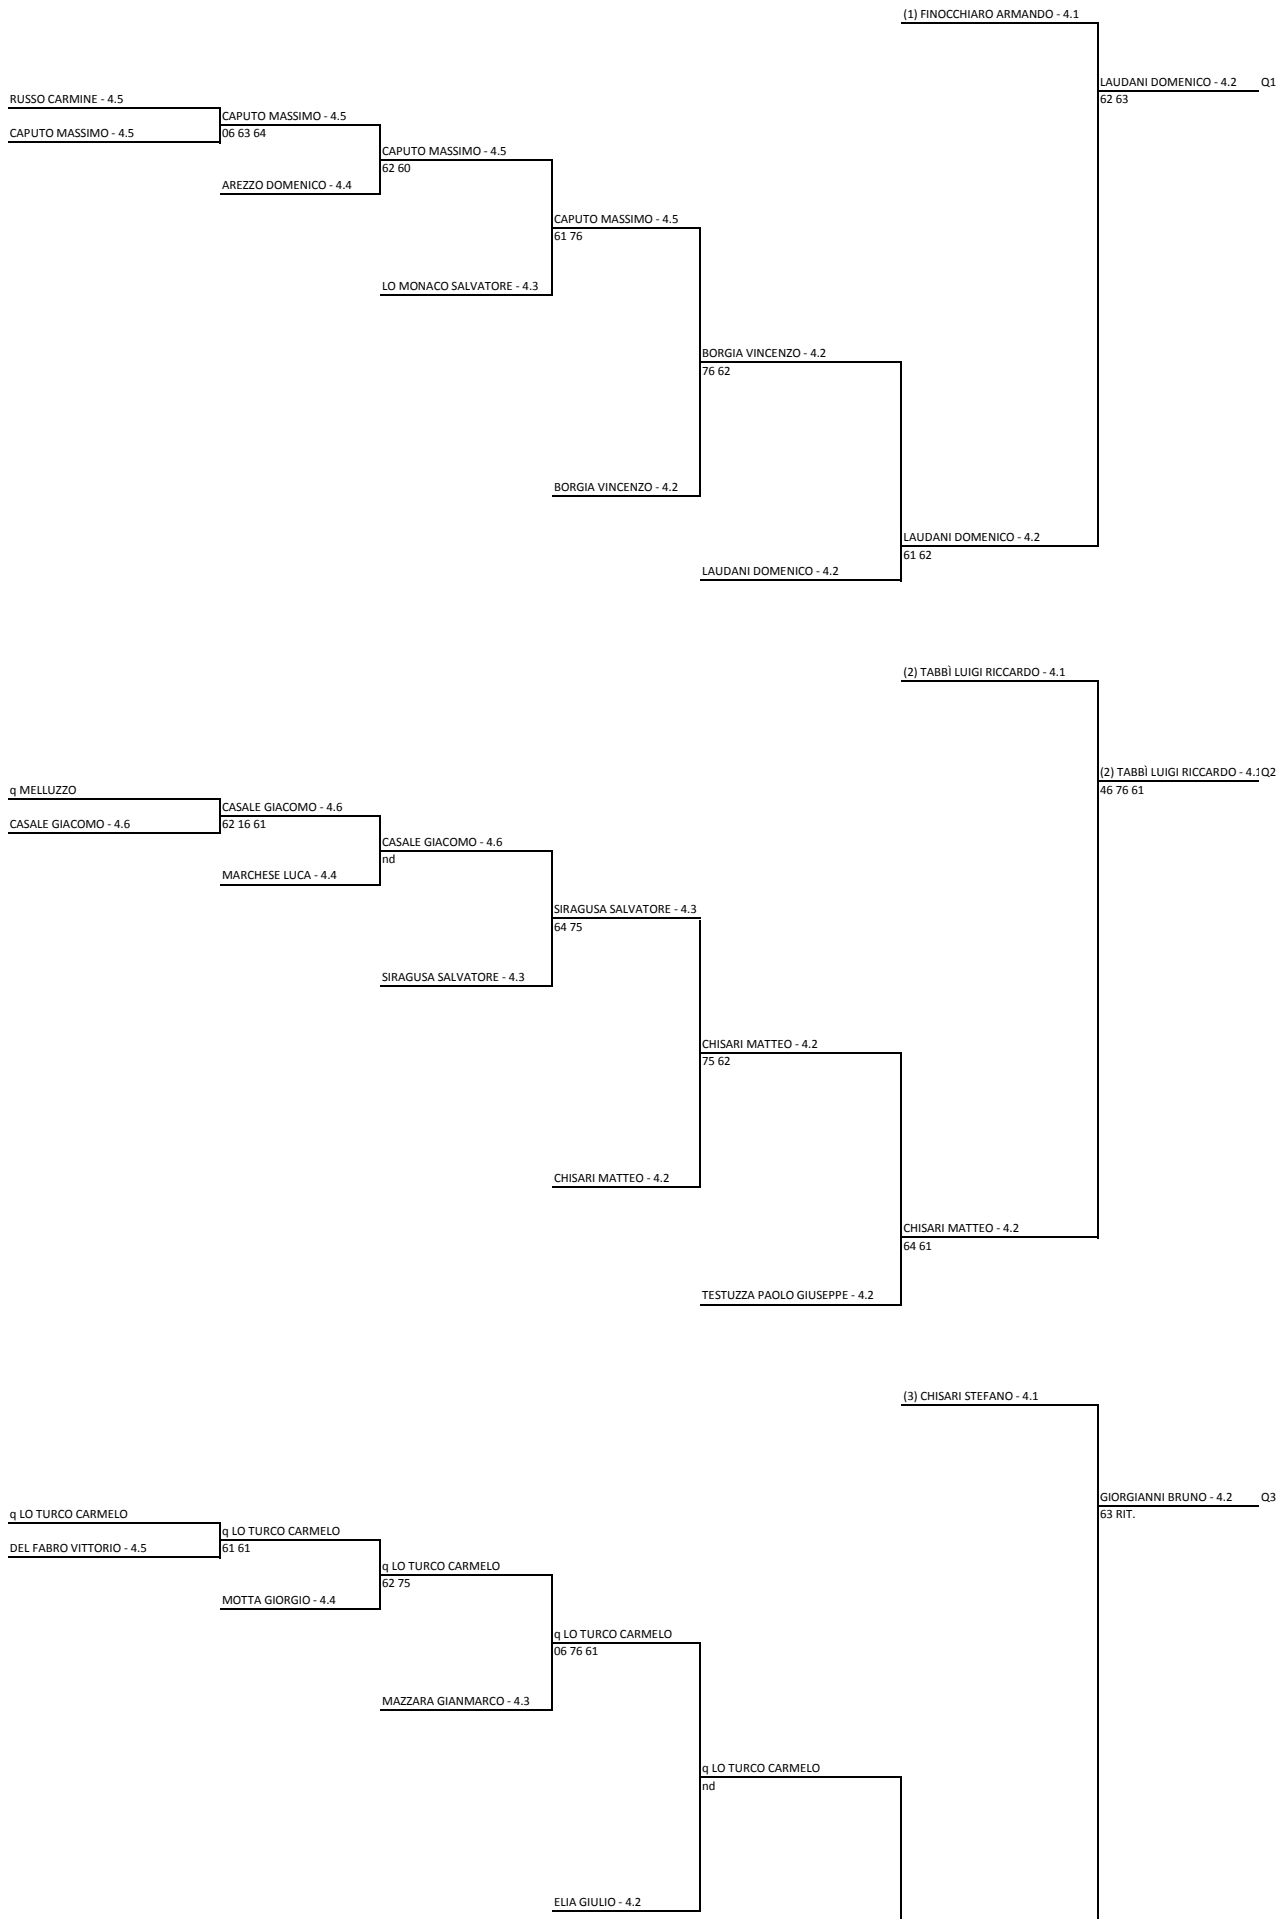 (1) FINOCCHIARO ARMANDO - 4.1
LAUDANI DOMENICO - 4.2 Q1
62 63
RUSSO CARMINE - 4.5
CAPUTO MASSIMO - 4.5
CAPUTO MASSIMO - 4.5
06 63 64
CAPUTO MASSIMO - 4.5
62 60
AREZZO DOMENICO - 4.4
CAPUTO MASSIMO - 4.5
61 76
LO MONACO SALVATORE - 4.3
BORGIA VINCENZO - 4.2
76 62
BORGIA VINCENZO - 4.2
LAUDANI DOMENICO - 4.2
61 62
LAUDANI DOMENICO - 4.2
(2) TABBÌ LUIGI RICCARDO - 4.1
(2) TABBÌ LUIGI RICCARDO - 4.1 Q2
46 76 61
q MELLUZZO
CASALE GIACOMO - 4.6
CASALE GIACOMO - 4.6
62 16 61
CASALE GIACOMO - 4.6
nd
MARCHESE LUCA - 4.4
SIRAGUSA SALVATORE - 4.3
64 75
SIRAGUSA SALVATORE - 4.3
CHISARI MATTEO - 4.2
75 62
CHISARI MATTEO - 4.2
CHISARI MATTEO - 4.2
64 61
TESTUZZA PAOLO GIUSEPPE - 4.2
(3) CHISARI STEFANO - 4.1
GIORGIANNI BRUNO - 4.2 Q3
63 RIT.
q LO TURCO CARMELO
q LO TURCO CARMELO
DEL FABRO VITTORIO - 4.5
61 61
q LO TURCO CARMELO
62 75
MOTTA GIORGIO - 4.4
q LO TURCO CARMELO
06 76 61
MAZZARA GIANMARCO - 4.3
q LO TURCO CARMELO
nd
ELIA GIULIO - 4.2